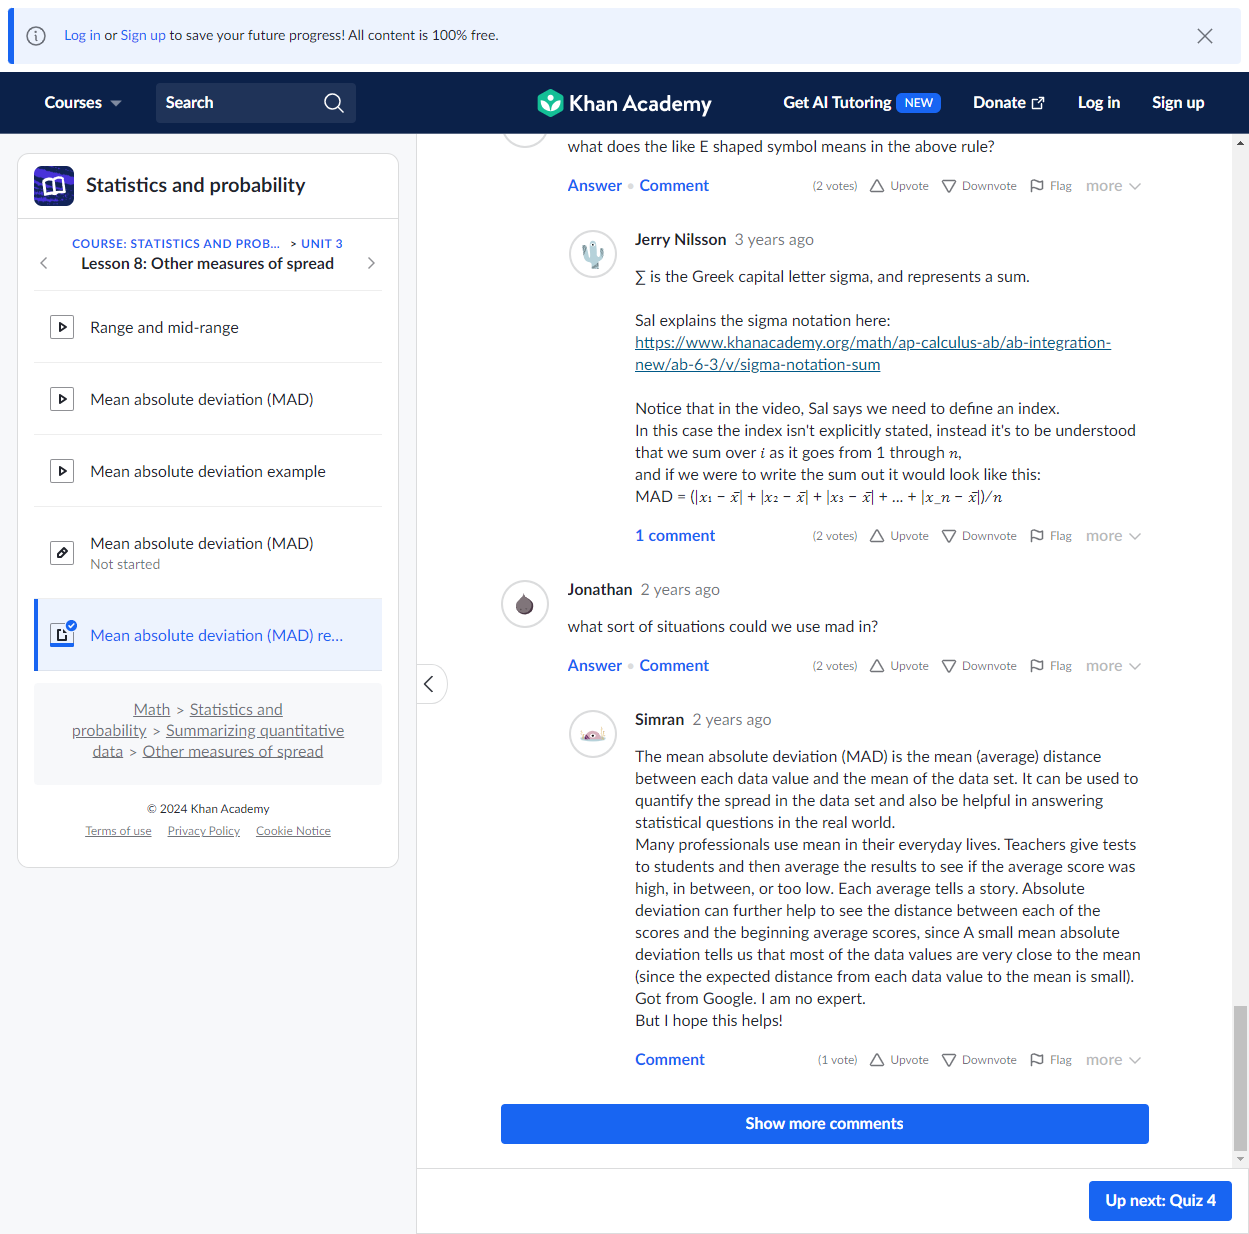 Log in or Sign up to save your future progress! All content is 100% free.
Courses
Search
Khan Academy
Get AI Tutoring NEW
Donate
Log in
Sign up
Statistics and probability
COURSE: STATISTICS AND PROB... > UNIT 3
Lesson 8: Other measures of spread
Range and mid-range
Mean absolute deviation (MAD)
Mean absolute deviation example
Mean absolute deviation (MAD)
Not started
Mean absolute deviation (MAD) re...
Math > Statistics and
probability > Summarizing quantitative
data > Other measures of spread
© 2024 Khan Academy
Terms of use Privacy Policy Cookie Notice
what does the like E shaped symbol means in the above rule?
Answer • Comment (2 votes) Upvote Downvote Flag more
Jerry Nilsson 3 years ago
∑ is the Greek capital letter sigma, and represents a sum.
Sal explains the sigma notation here:
https://www.khanacademy.org/math/ap-calculus-ab/ab-integration-
new/ab-6-3/v/sigma-notation-sum
Notice that in the video, Sal says we need to define an index.
In this case the index isn't explicitly stated, instead it's to be understood
that we sum over 𝑖 as it goes from 1 through 𝑛,
and if we were to write the sum out it would look like this:
MAD = (|𝑥₁ − 𝑥̅| + |𝑥₂ − 𝑥̅| + |𝑥₃ − 𝑥̅| + ... + |𝑥_𝑛 − 𝑥̅|)/𝑛
1 comment (2 votes) Upvote Downvote Flag more
Jonathan 2 years ago
what sort of situations could we use mad in?
Answer • Comment (2 votes) Upvote Downvote Flag more
Simran 2 years ago
The mean absolute deviation (MAD) is the mean (average) distance
between each data value and the mean of the data set. It can be used to
quantify the spread in the data set and also be helpful in answering
statistical questions in the real world.
Many professionals use mean in their everyday lives. Teachers give tests
to students and then average the results to see if the average score was
high, in between, or too low. Each average tells a story. Absolute
deviation can further help to see the distance between each of the
scores and the beginning average scores, since A small mean absolute
deviation tells us that most of the data values are very close to the mean
(since the expected distance from each data value to the mean is small).
Got from Google. I am no expert.
But I hope this helps!
Comment (1 vote) Upvote Downvote Flag more
Show more comments
Up next: Quiz 4